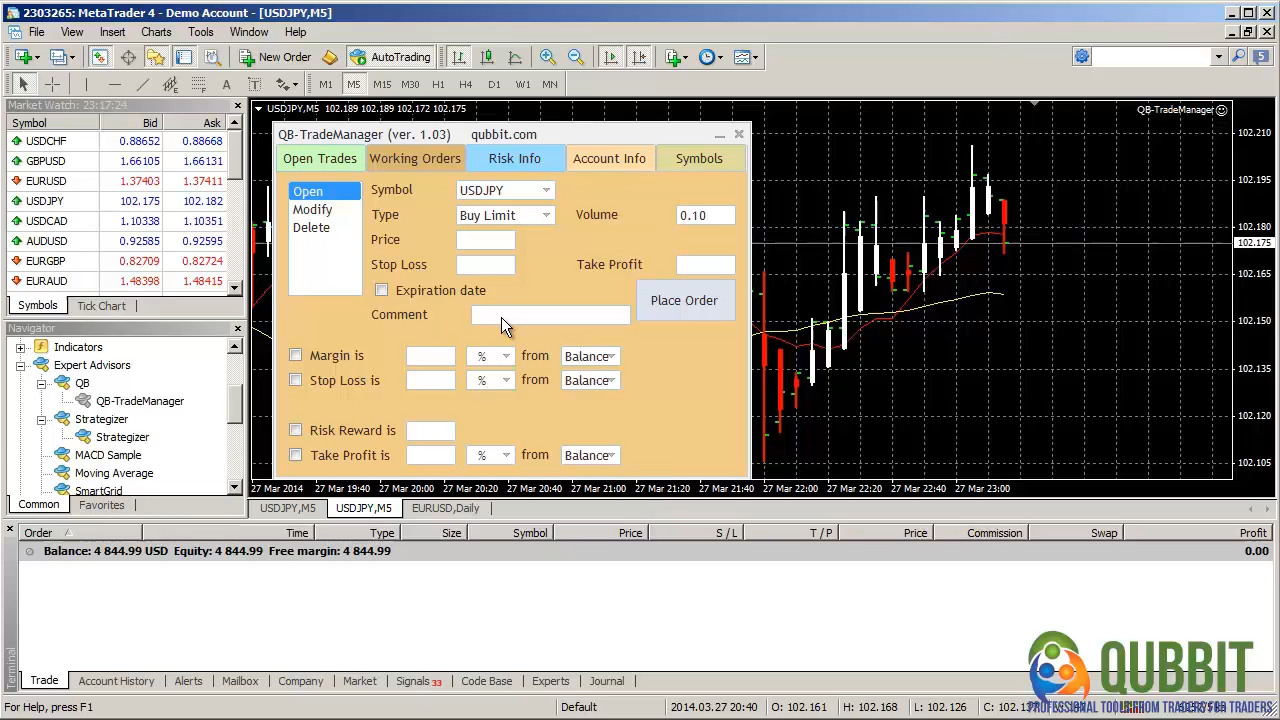 2303265: MetaTrader 4 - Demo Account - [USDJPY,M5]
File View Insert Charts Tools Window Help
New Order AutoTrading 5
A T M1 M5 M15 M30 H1 H4 D1 W1 MN
Market Watch: 23:17:24
Symbol Bid Ask
USDCHF 0.88652 0.88668
GBPUSD 1.66105 1.66131
EURUSD 1.37403 1.37411
USDJPY 102.175 102.182
USDCAD 1.10338 1.10349
AUDUSD 0.92585 0.92595
EURGBP 0.82709 0.82724
EURAUD 1.48398 1.48415
Symbols Tick Chart
Navigator
Indicators
Expert Advisors
QB
QB-TradeManager
Strategizer
Strategizer
MACD Sample
Moving Average
SmartGrid
Common Favorites
USDJPY,M5 102.189 102.189 102.172 102.175
QB-TradeManager
QB-TradeManager (ver. 1.03) qubbit.com
Open Trades Working Orders Risk Info Account Info Symbols
Open
Modify
Delete
Symbol USDJPY
Type Buy Limit Volume 0.10
Price
Stop Loss Take Profit
Expiration date
Place Order
Comment
Margin is % from Balance
Stop Loss is % from Balance
Risk Reward is
Take Profit is % from Balance
102.210
102.195
102.180
102.175
102.165
102.150
102.135
102.120
102.105
27 Mar 2014 27 Mar 19:40 27 Mar 20:00 27 Mar 20:20 27 Mar 20:40 27 Mar 21:00 27 Mar 21:20 27 Mar 21:40 27 Mar 22:00 27 Mar 22:20 27 Mar 22:40 27 Mar 23:00
USDJPY,M5 USDJPY,M5 EURUSD,Daily
Order Time Type Size Symbol Price S / L T / P Price Commission Swap Profit
Balance: 4 844.99 USD Equity: 4 844.99 Free margin: 4 844.99 0.00
Terminal
Trade Account History Alerts Mailbox Company Market Signals 33 Code Base Experts Journal
QUBBIT
PROFESSIONAL TOOLS FROM TRADERS FOR TRADERS
For Help, press F1 Default 2014.03.27 20:40 O: 102.161 H: 102.168 L: 102.126